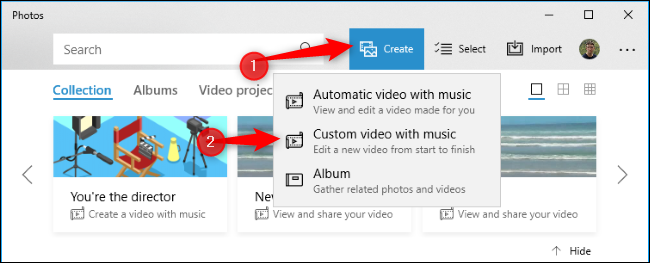 Photos
Search
1
Create
Select
Import
Collection
Albums
Video projec
Automatic video with music
View and edit a video made for you
2
Custom video with music
Edit a new video from start to finish
Album
Gather related photos and videos
You're the director
Create a video with music
New
View and share your video
View and share your video
Hide